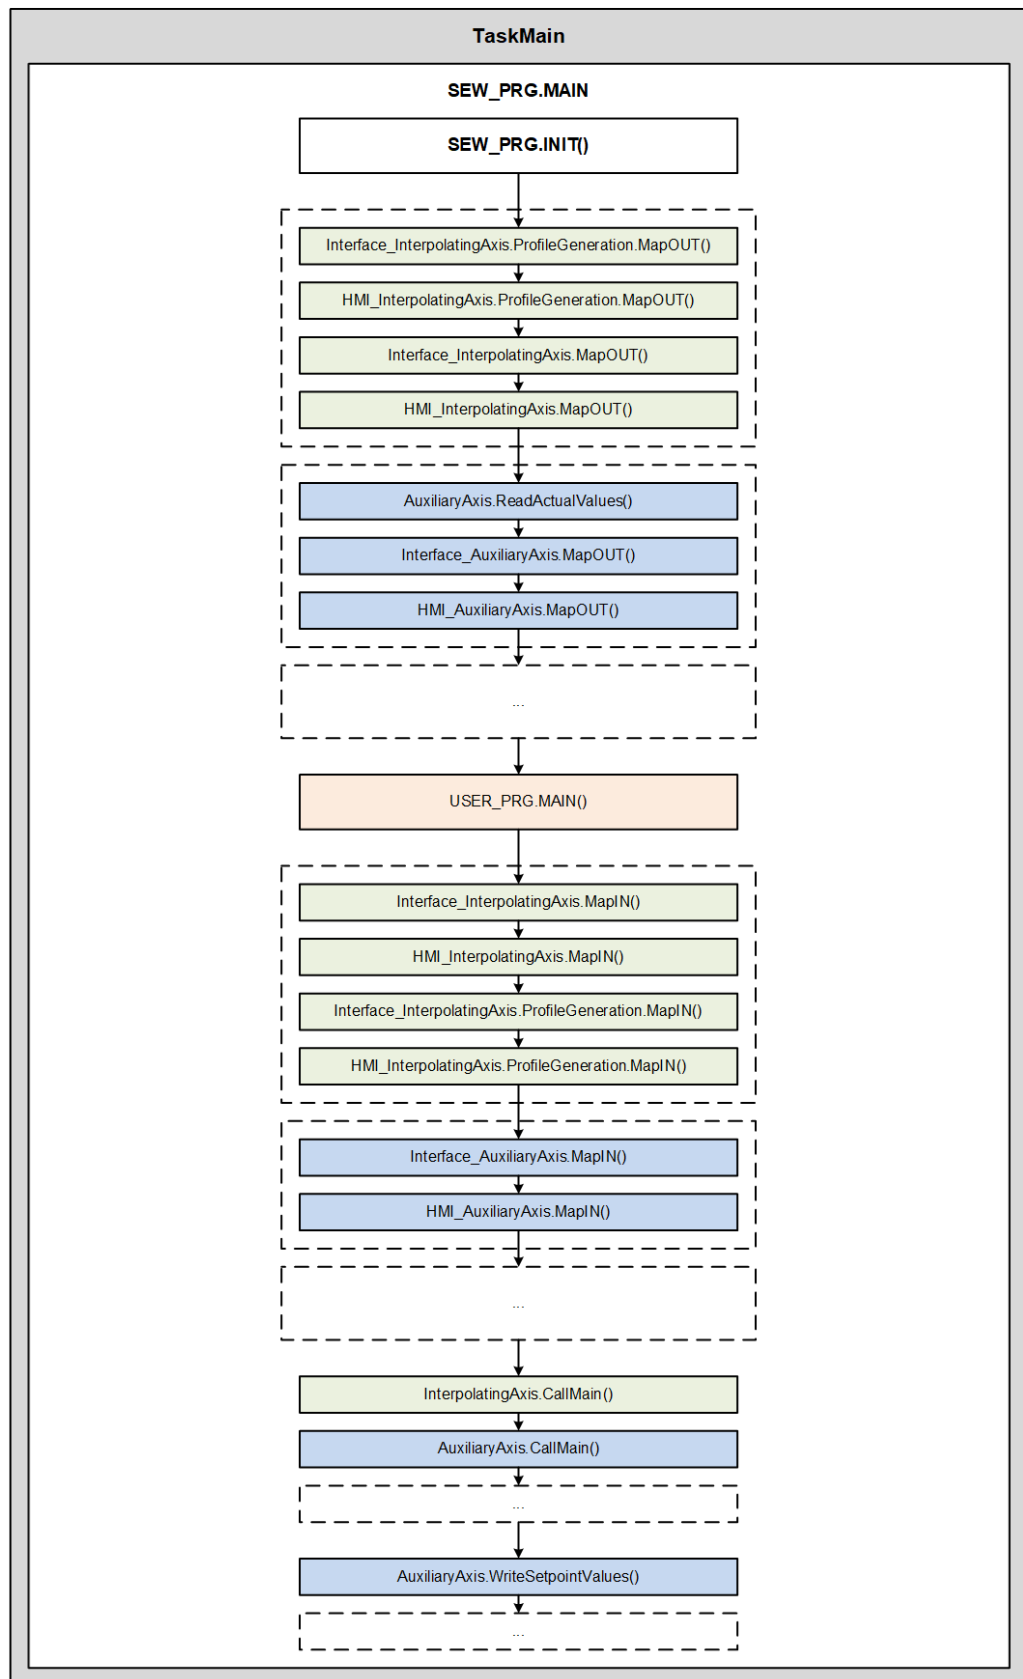 TaskMain
SEW_PRG.MAIN
SEW_PRG.INIT()
Interface_InterpolatingAxis.ProfileGeneration.MapOUT()
HMI_InterpolatingAxis.ProfileGeneration.MapOUT()
Interface_InterpolatingAxis.MapOUT()
HMI_InterpolatingAxis.MapOUT()
AuxiliaryAxis.ReadActualValues()
Interface_AuxiliaryAxis.MapOUT()
HMI_AuxiliaryAxis.MapOUT()
...
USER_PRG.MAIN()
Interface_InterpolatingAxis.MapIN()
HMI_InterpolatingAxis.MapIN()
Interface_InterpolatingAxis.ProfileGeneration.MapIN()
HMI_InterpolatingAxis.ProfileGeneration.MapIN()
Interface_AuxiliaryAxis.MapIN()
HMI_AuxiliaryAxis.MapIN()
...
InterpolatingAxis.CallMain()
AuxiliaryAxis.CallMain()
...
AuxiliaryAxis.WriteSetpointValues()
...